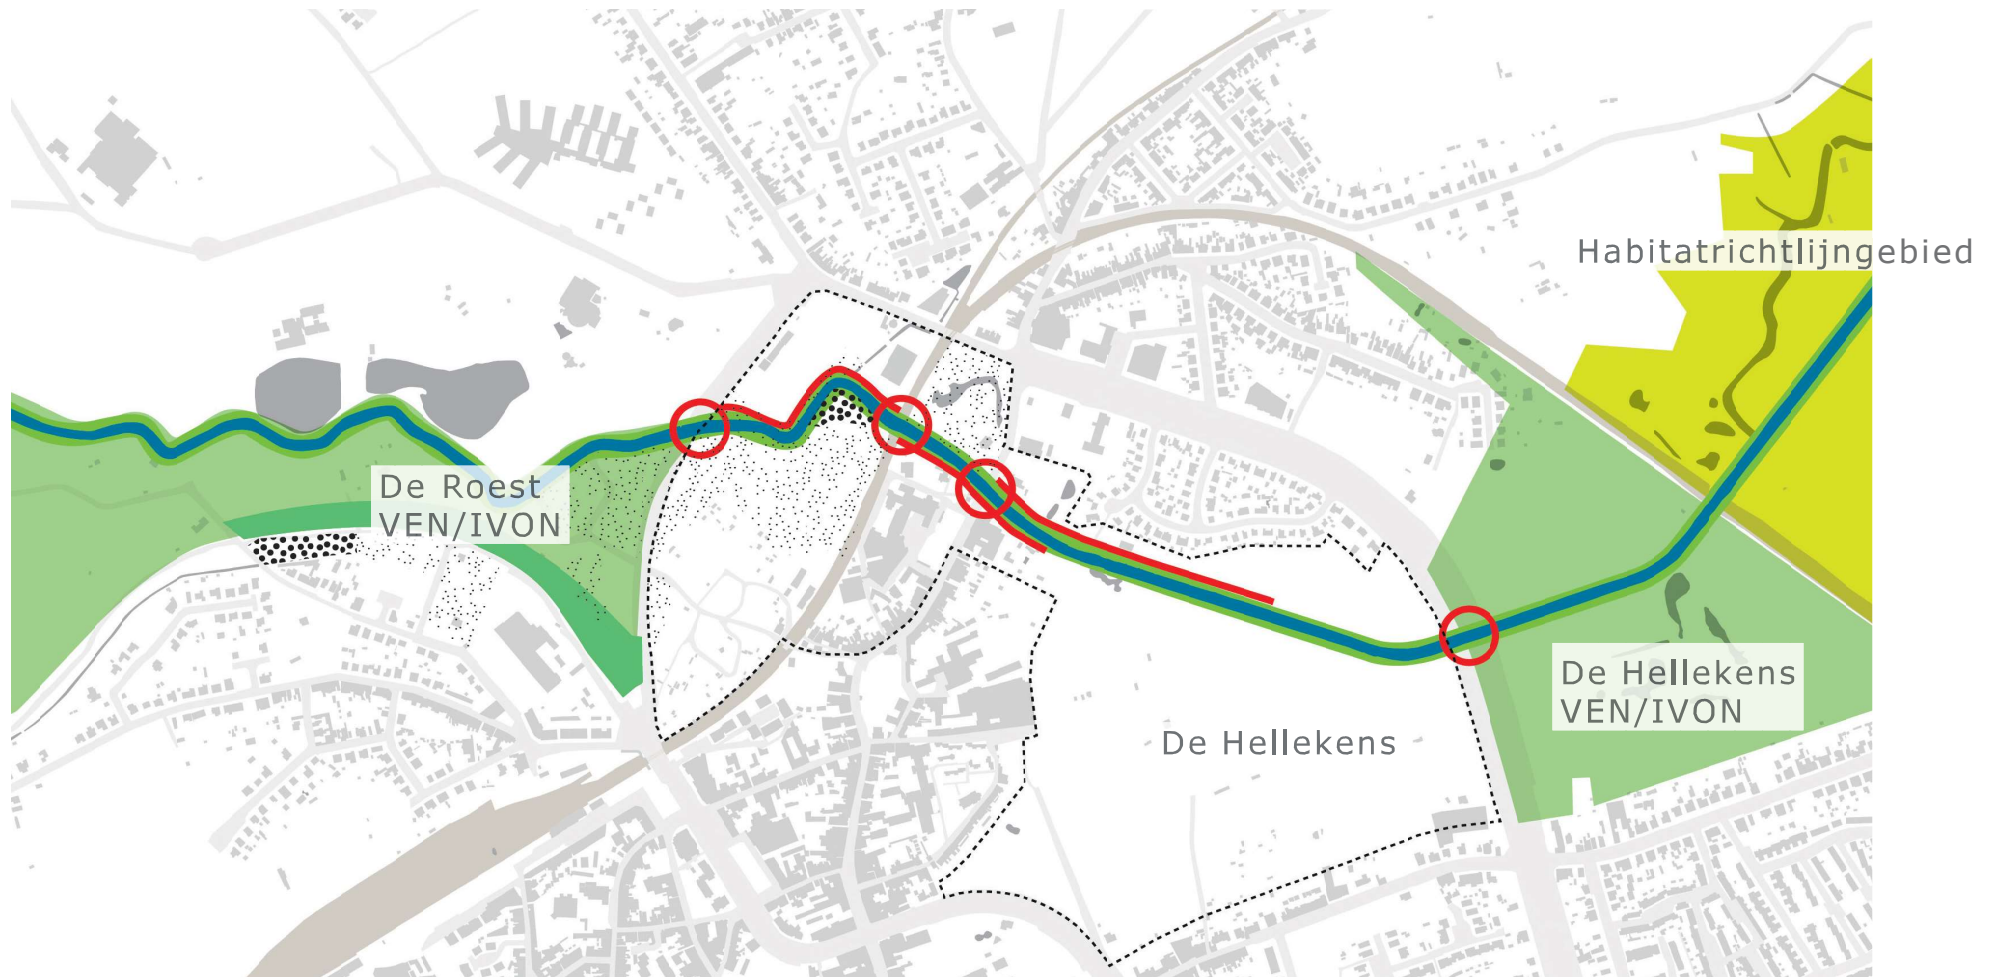 Habitatrichtlijngebied
De Roest
VEN/IVON
De Hellekens
VEN/IVON
De Hellekens